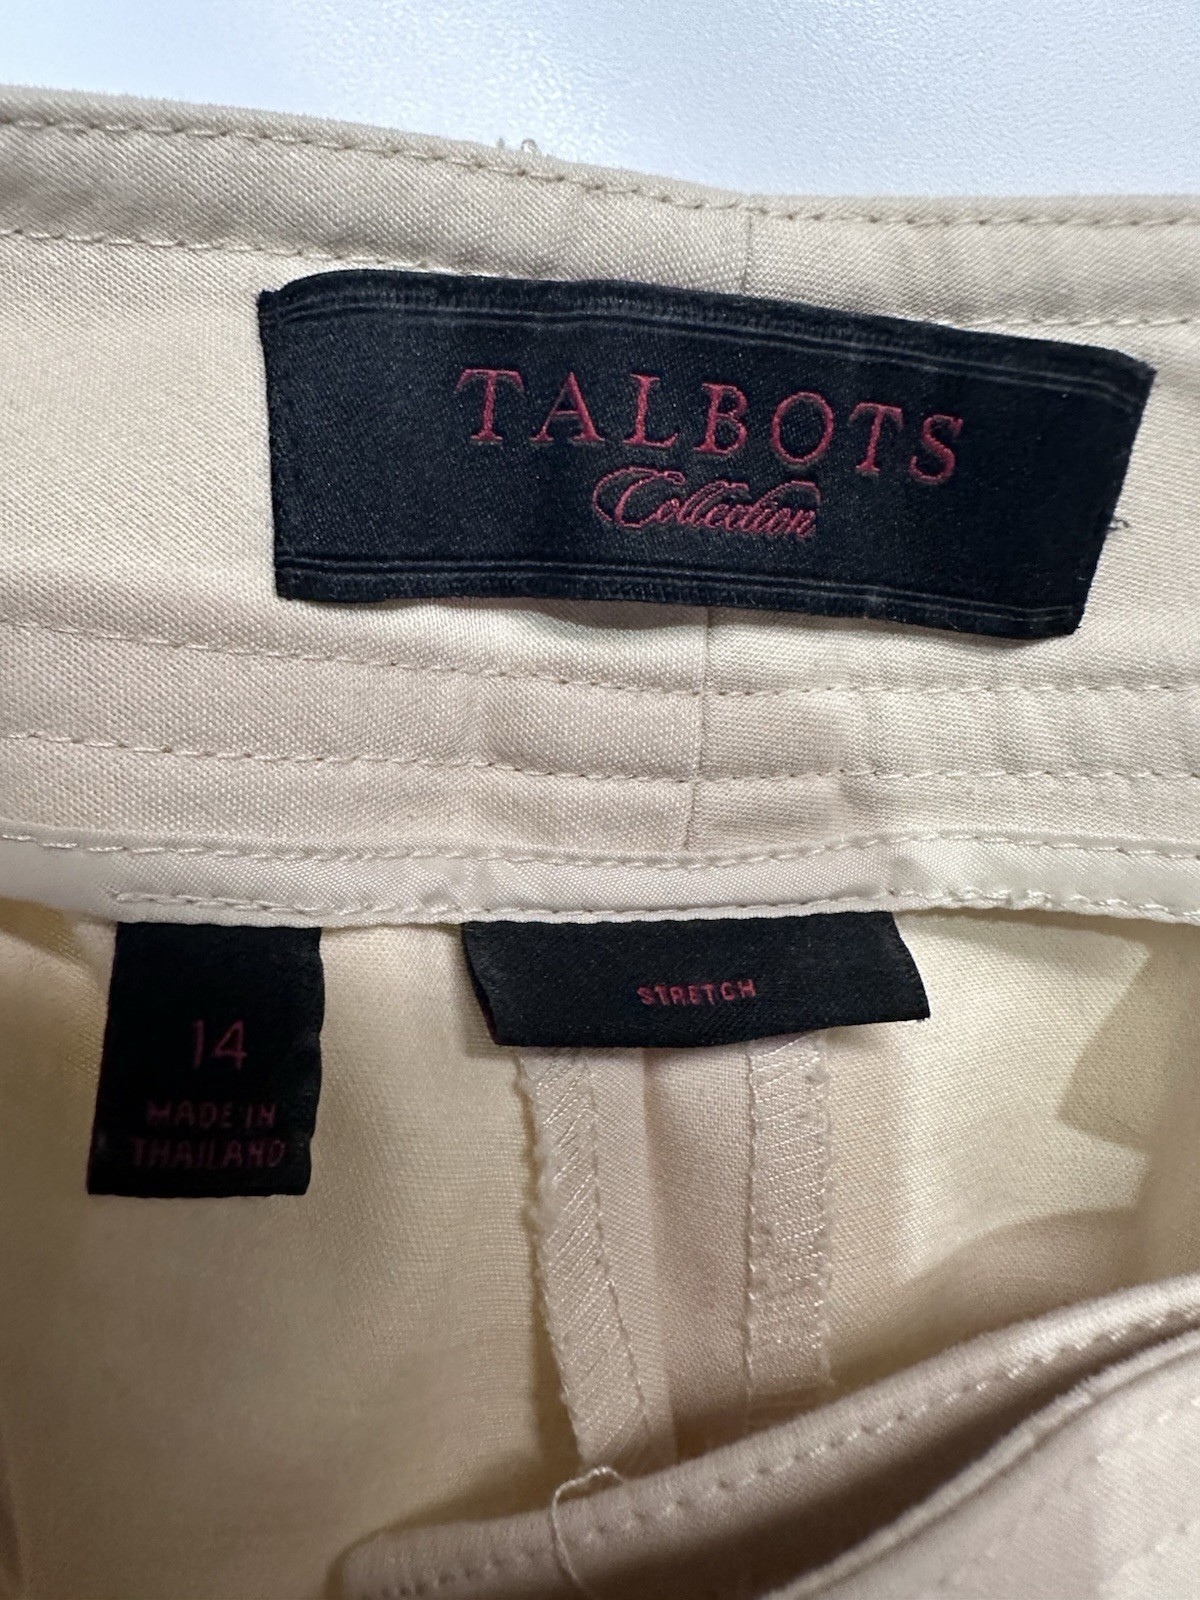 TALBOTS
Collection
STRETCH
14
MADE IN
THAILAND